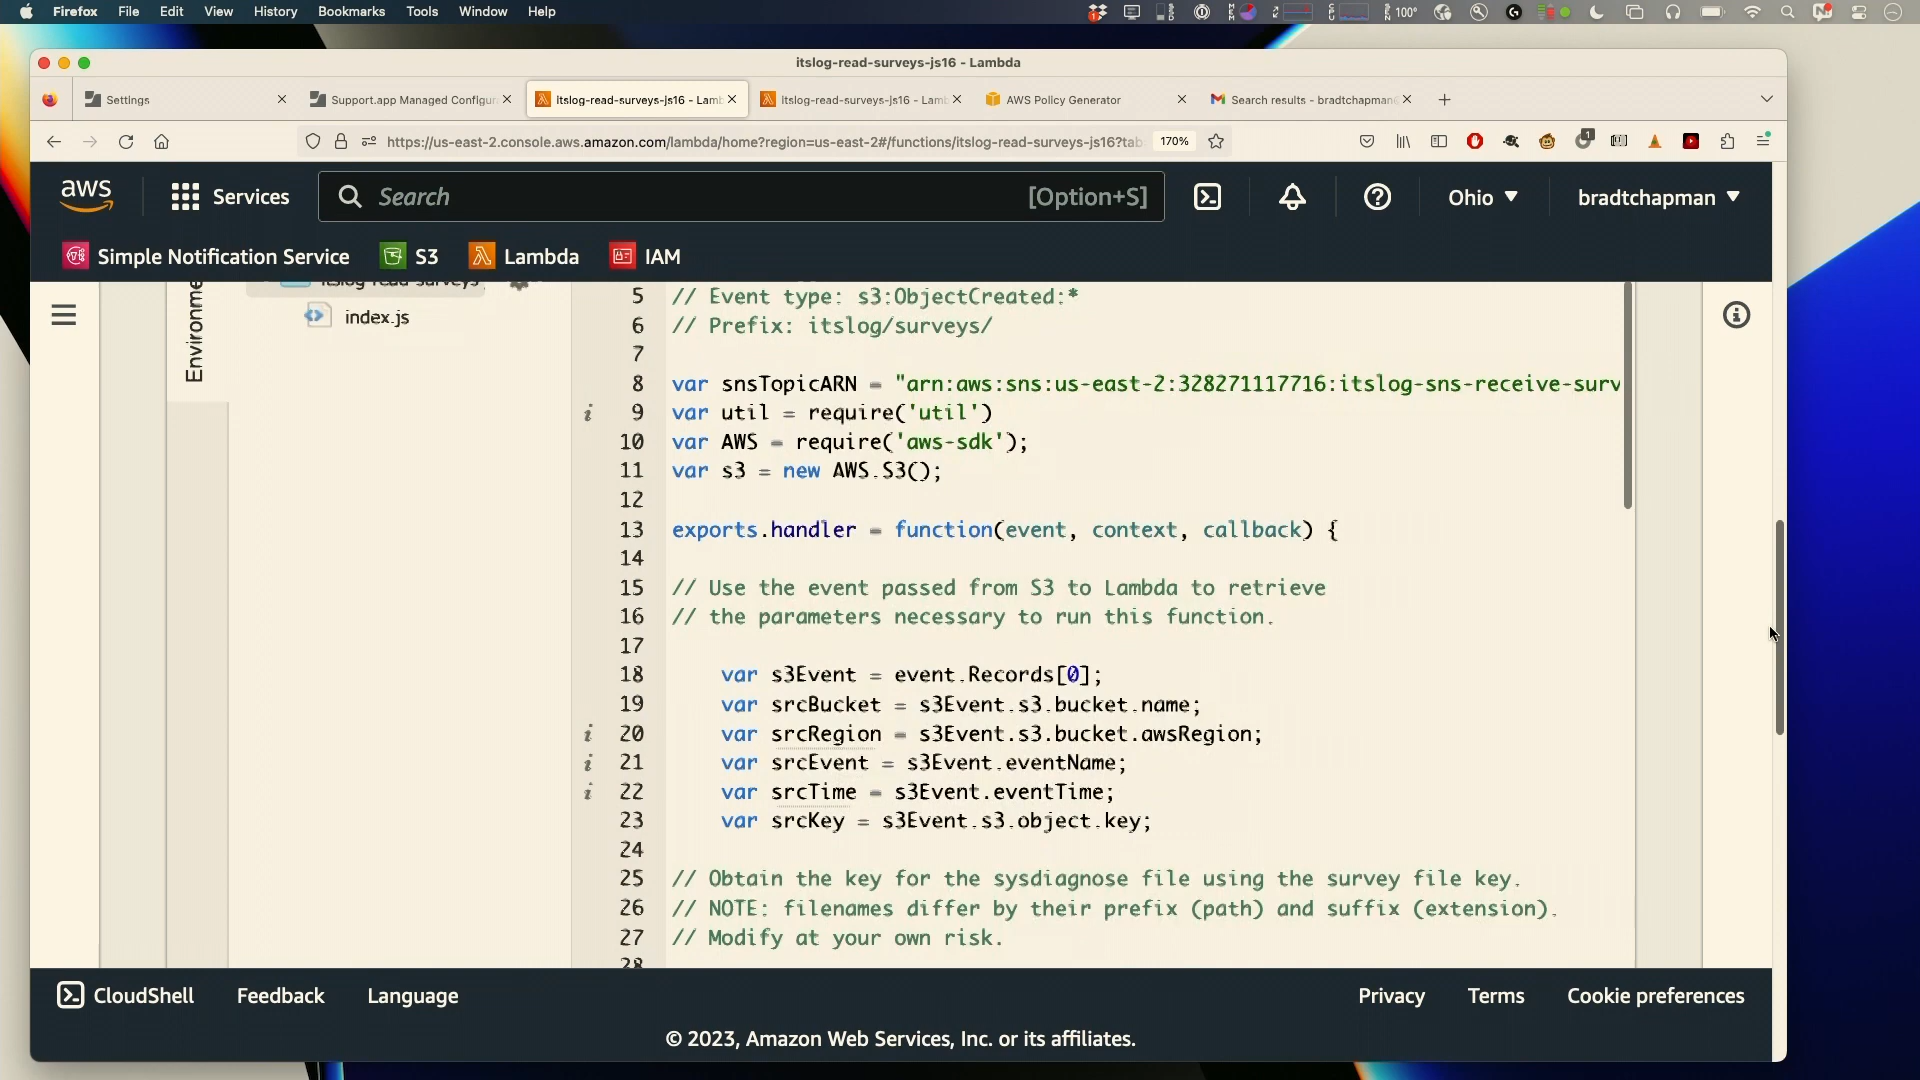 Firefox File Edit View History Bookmarks Tools Window Help
100°
itslog-read-surveys-js16 - Lambda
Settings
Support.app Managed Configur
itslog-read-surveys-js16 - Lamb
itslog-read-surveys-js16 - Lamb
AWS Policy Generator
Search results - bradtchapman
https://us-east-2.console.aws.amazon.com/lambda/home?region=us-east-2#/functions/itslog-read-surveys-js16?tab
170%
1
aws Services Search [Option+S] Ohio bradtchapman
Simple Notification Service S3 Lambda IAM
Environme
itslog-read-surveys
index.js
5 // Event type: s3:ObjectCreated:*
6 // Prefix: itslog/surveys/
7
8 var snsTopicARN = "arn:aws:sns:us-east-2:328271117716:itslog-sns-receive-surv
9 var util = require('util')
10 var AWS = require('aws-sdk');
11 var s3 = new AWS.S3();
12
13 exports.handler = function(event, context, callback) {
14
15 // Use the event passed from S3 to Lambda to retrieve
16 // the parameters necessary to run this function.
17
18 var s3Event = event.Records[0];
19 var srcBucket = s3Event.s3.bucket.name;
20 var srcRegion = s3Event.s3.bucket.awsRegion;
21 var srcEvent = s3Event.eventName;
22 var srcTime = s3Event.eventTime;
23 var srcKey = s3Event.s3.object.key;
24
25 // Obtain the key for the sysdiagnose file using the survey file key.
26 // NOTE: filenames differ by their prefix (path) and suffix (extension).
27 // Modify at your own risk.
28
CloudShell Feedback Language Privacy Terms Cookie preferences
© 2023, Amazon Web Services, Inc. or its affiliates.